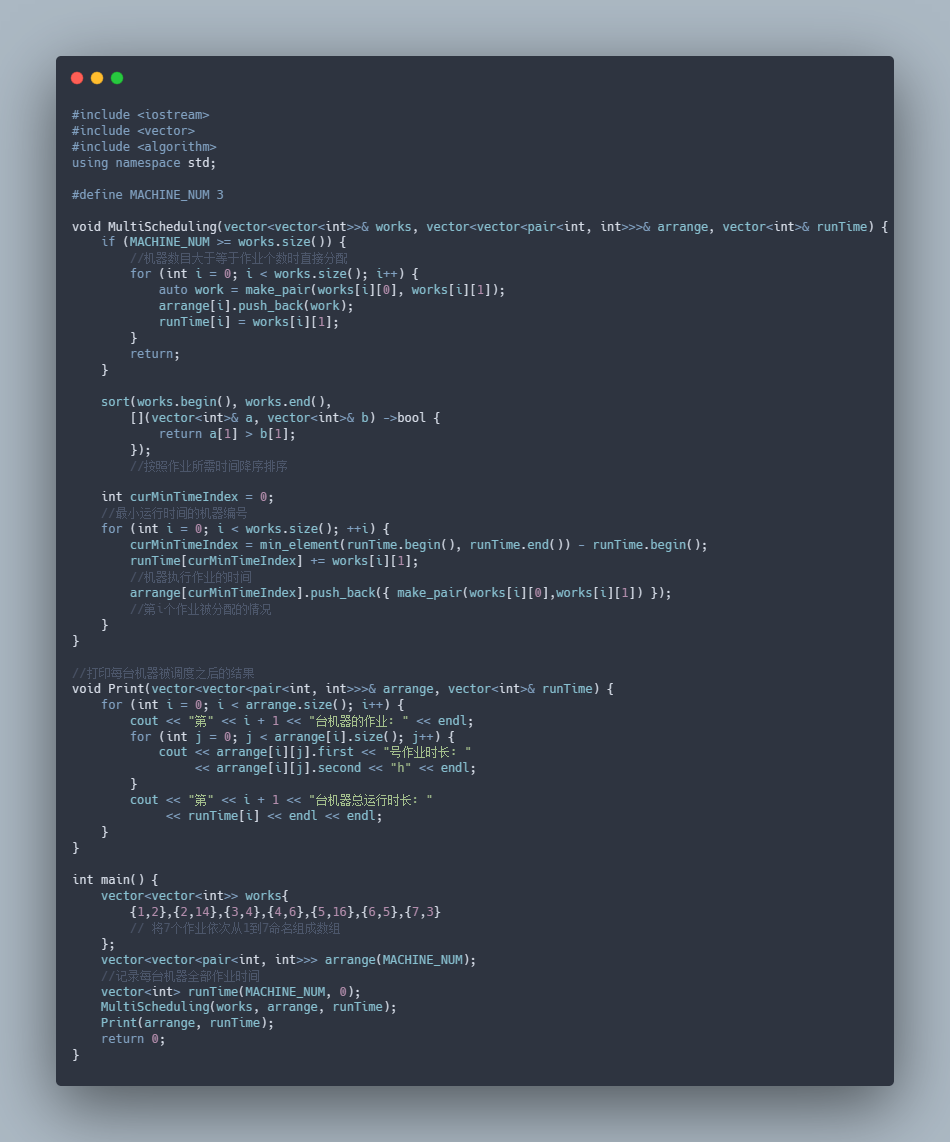 #include <iostream>
#include <vector>
#include <algorithm>
using namespace std;

#define MACHINE_NUM 3

void MultiScheduling(vector<vector<int>>& works, vector<vector<pair<int, int>>>& arrange, vector<int>& runTime) {
    if (MACHINE_NUM >= works.size()) {
        //机器数目大于等于作业个数时直接分配
        for (int i = 0; i < works.size(); i++) {
            auto work = make_pair(works[i][0], works[i][1]);
            arrange[i].push_back(work);
            runTime[i] = works[i][1];
        }
        return;
    }

    sort(works.begin(), works.end(),
        [](vector<int>& a, vector<int>& b) ->bool {
            return a[1] > b[1];
        });
        //按照作业所需时间降序排序

    int curMinTimeIndex = 0;
    //最小运行时间的机器编号
    for (int i = 0; i < works.size(); ++i) {
        curMinTimeIndex = min_element(runTime.begin(), runTime.end()) - runTime.begin();
        runTime[curMinTimeIndex] += works[i][1];
        //机器执行作业的时间
        arrange[curMinTimeIndex].push_back({ make_pair(works[i][0],works[i][1]) });
        //第i个作业被分配的情况
    }
}

//打印每台机器被调度之后的结果
void Print(vector<vector<pair<int, int>>>& arrange, vector<int>& runTime) {
    for (int i = 0; i < arrange.size(); i++) {
        cout << "第" << i + 1 << "台机器的作业: " << endl;
        for (int j = 0; j < arrange[i].size(); j++) {
            cout << arrange[i][j].first << "号作业时长: "
                 << arrange[i][j].second << "h" << endl;
        }
        cout << "第" << i + 1 << "台机器总运行时长: "
             << runTime[i] << endl << endl;
    }
}

int main() {
    vector<vector<int>> works{
        {1,2},{2,14},{3,4},{4,6},{5,16},{6,5},{7,3}
        // 将7个作业依次从1到7命名组成数组
    };
    vector<vector<pair<int, int>>> arrange(MACHINE_NUM);
    //记录每台机器全部作业时间
    vector<int> runTime(MACHINE_NUM, 0);
    MultiScheduling(works, arrange, runTime);
    Print(arrange, runTime);
    return 0;
}